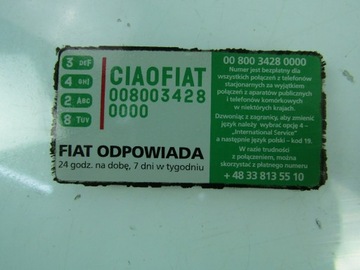 3 DEF
4 GHJ
2 ABC
8 TUV
CIAOFIAT
008003428
0000
FIAT ODPOWIADA
24 godz. na dobę, 7 dni w tygodniu
00 800 3428 0000
Numer jest bezpłatny dla
wszystkich połączeń z telefonów
stacjonarnych za wyjątkiem
połączeń z aparatów publicznych
i telefonów komórkowych
w niektórych krajach.
Dzwoniąc z zagranicy, aby zmienić
język należy wybrać opcję 4 –
„International Service”
a następnie język polski – kod 19.
W razie trudności
z połączeniem, można
skorzystać z płatnego numeru
+ 48 33 813 55 10